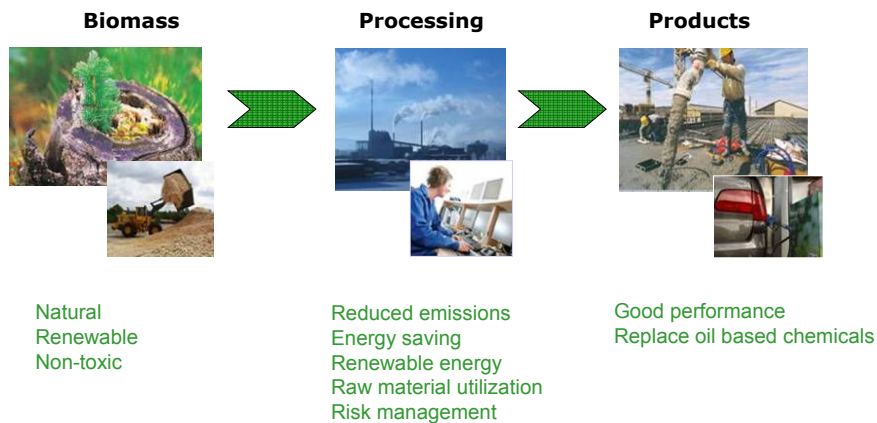 Biomass
Processing
Products
Natural
Renewable
Non-toxic
Reduced emissions
Energy saving
Renewable energy
Raw material utilization
Risk management
Good performance
Replace oil based chemicals